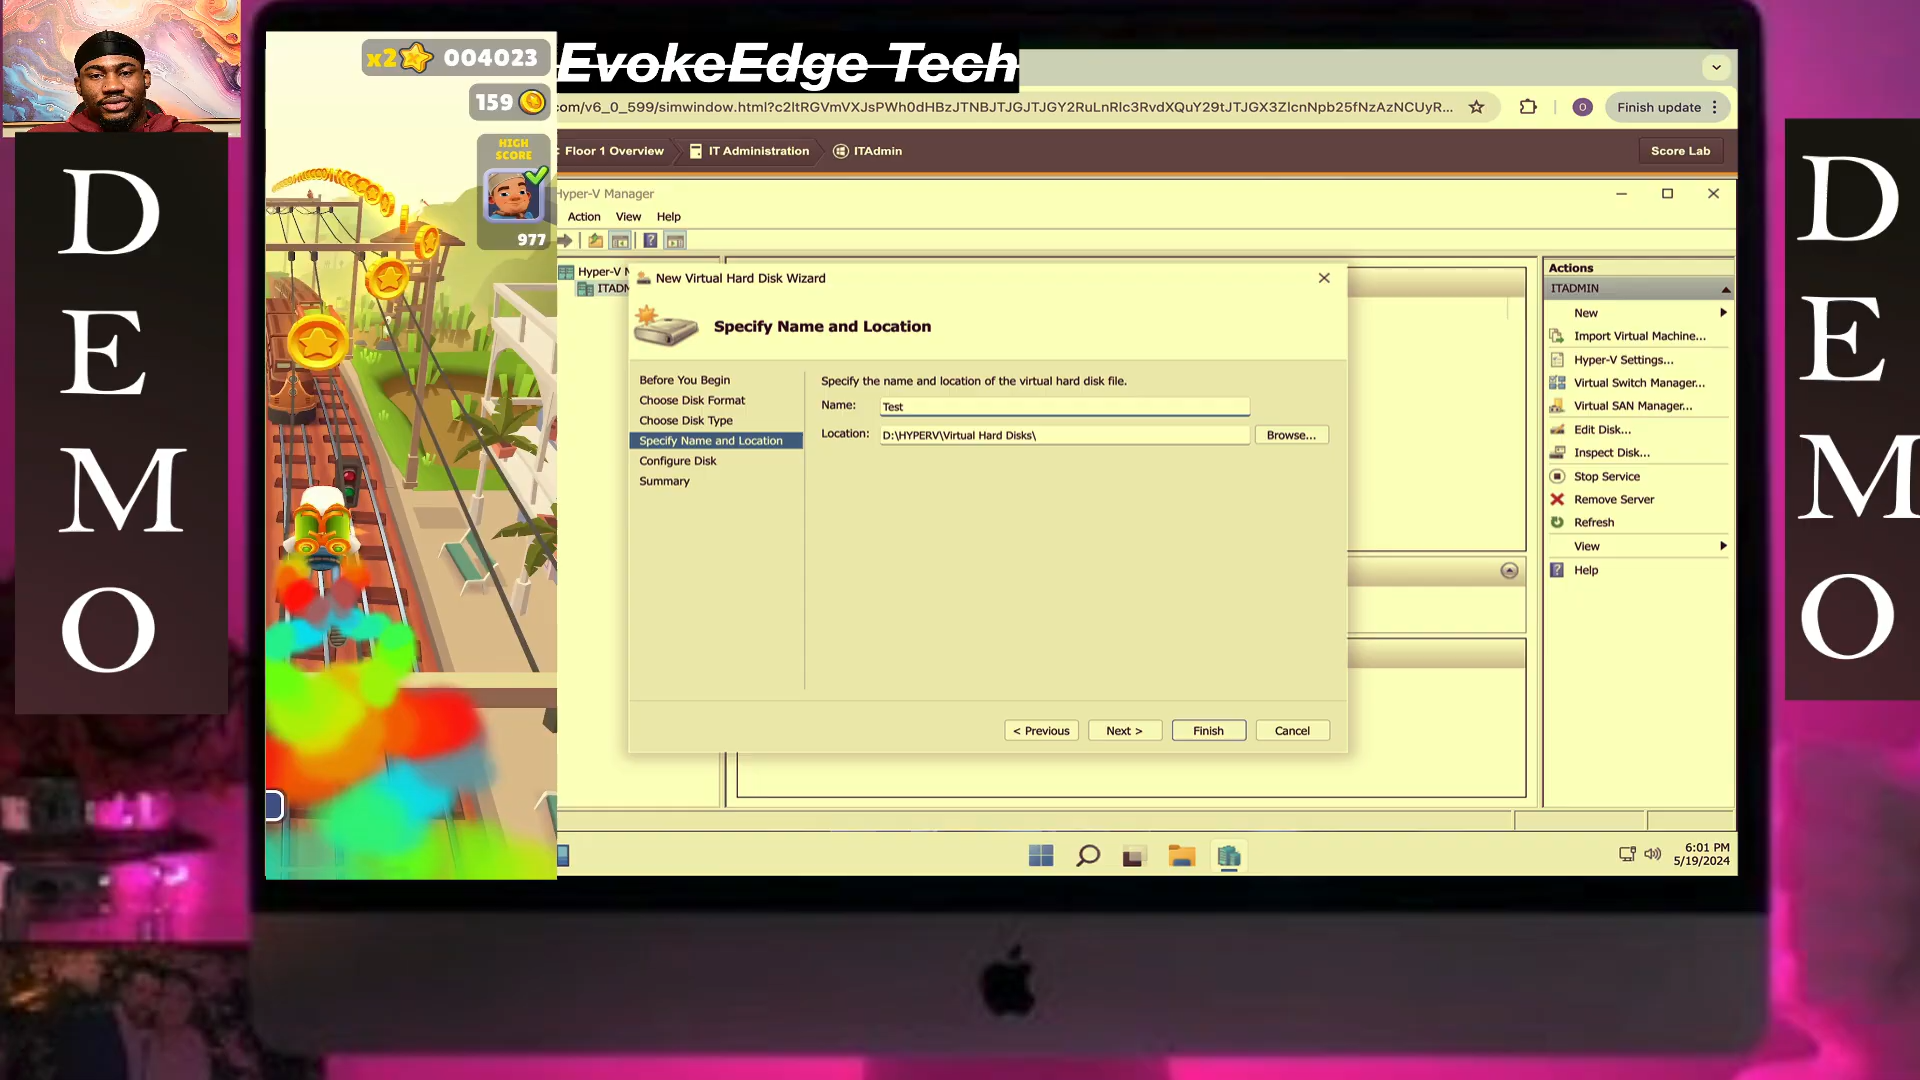 D
E
M
O
x2 004023
159
HIGH
SCORE
977
EvokeEdge Tech
com/v6_0_599/simwindow.html?c2ltRGVmVXJsPWh0dHBzJTNBJTJGJTJGY2RuLnRlc3RvdXQuY29tJTJGX3ZlcnNpb25fNzAzNCUyR...
Finish update
Floor 1 Overview
IT Administration
ITAdmin
Score Lab
Hyper-V Manager
Action View Help
Hyper-V M
ITADM
New Virtual Hard Disk Wizard
Specify Name and Location
Before You Begin
Choose Disk Format
Choose Disk Type
Specify Name and Location
Configure Disk
Summary
Specify the name and location of the virtual hard disk file.
Name: Test
Location: D:\HYPERV\Virtual Hard Disks\ Browse...
< Previous Next > Finish Cancel
Actions
ITADMIN
New
Import Virtual Machine...
Hyper-V Settings...
Virtual Switch Manager...
Virtual SAN Manager...
Edit Disk...
Inspect Disk...
Stop Service
Remove Server
Refresh
View
Help
6:01 PM
5/19/2024
D
E
M
O